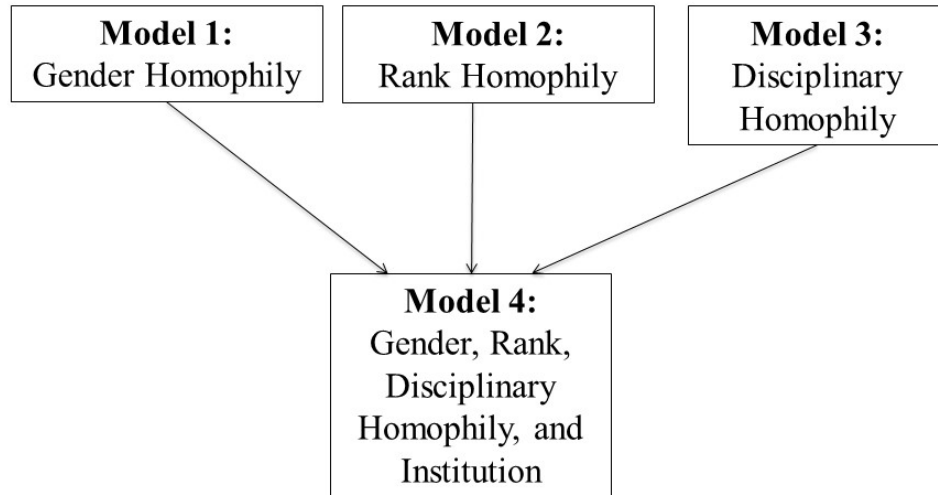 Model 1:
Gender Homophily
Model 2:
Rank Homophily
Model 3:
Disciplinary
Homophily
Model 4:
Gender, Rank,
Disciplinary
Homophily, and
Institution